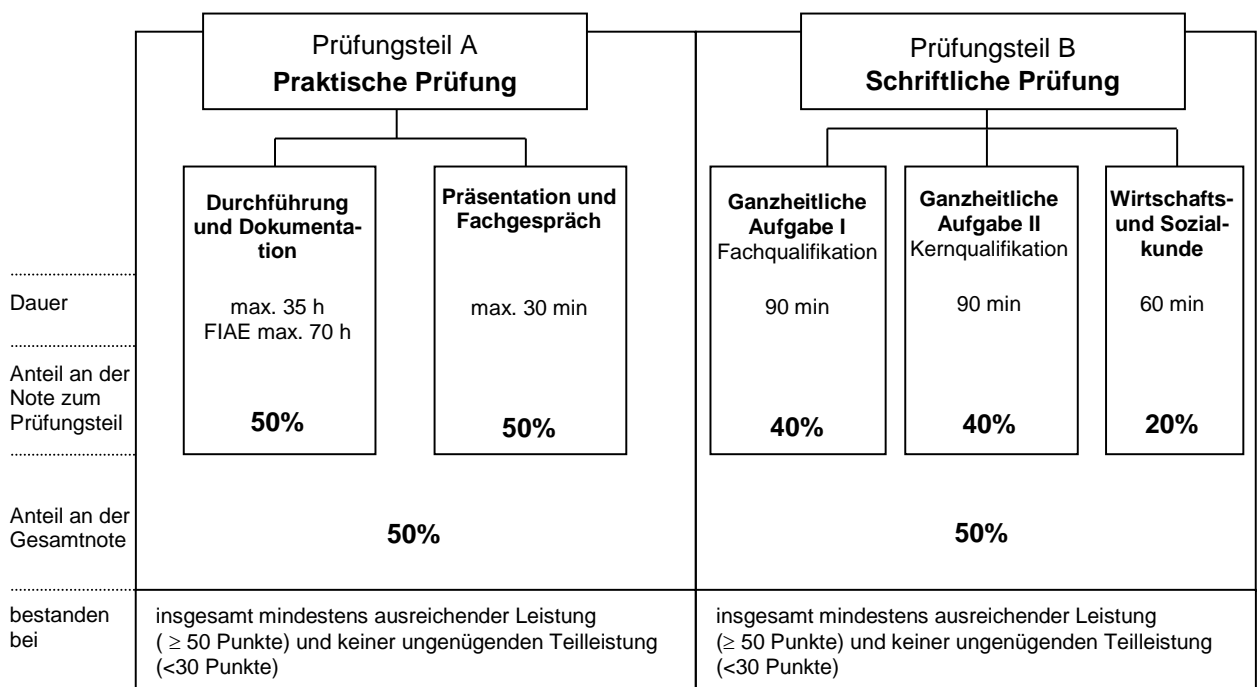 Prüfungsteil A
Praktische Prüfung
Prüfungsteil B
Schriftliche Prüfung
Durchführung
und Dokumenta-
tion
Präsentation und
Fachgespräch
Ganzheitliche
Aufgabe I
Fachqualifikation
Ganzheitliche
Aufgabe II
Kernqualifikation
Wirtschafts-
und Sozial-
kunde
Dauer
max. 35 h
FIAE max. 70 h
max. 30 min
90 min
90 min
60 min
Anteil an der
Note zum
Prüfungsteil
50%
50%
40%
40%
20%
Anteil an der
Gesamtnote
50%
50%
bestanden
bei
insgesamt mindestens ausreichender Leistung
( ≥ 50 Punkte) und keiner ungenügenden Teilleistung
(<30 Punkte)
insgesamt mindestens ausreichender Leistung
(≥ 50 Punkte) und keiner ungenügenden Teilleistung
(<30 Punkte)